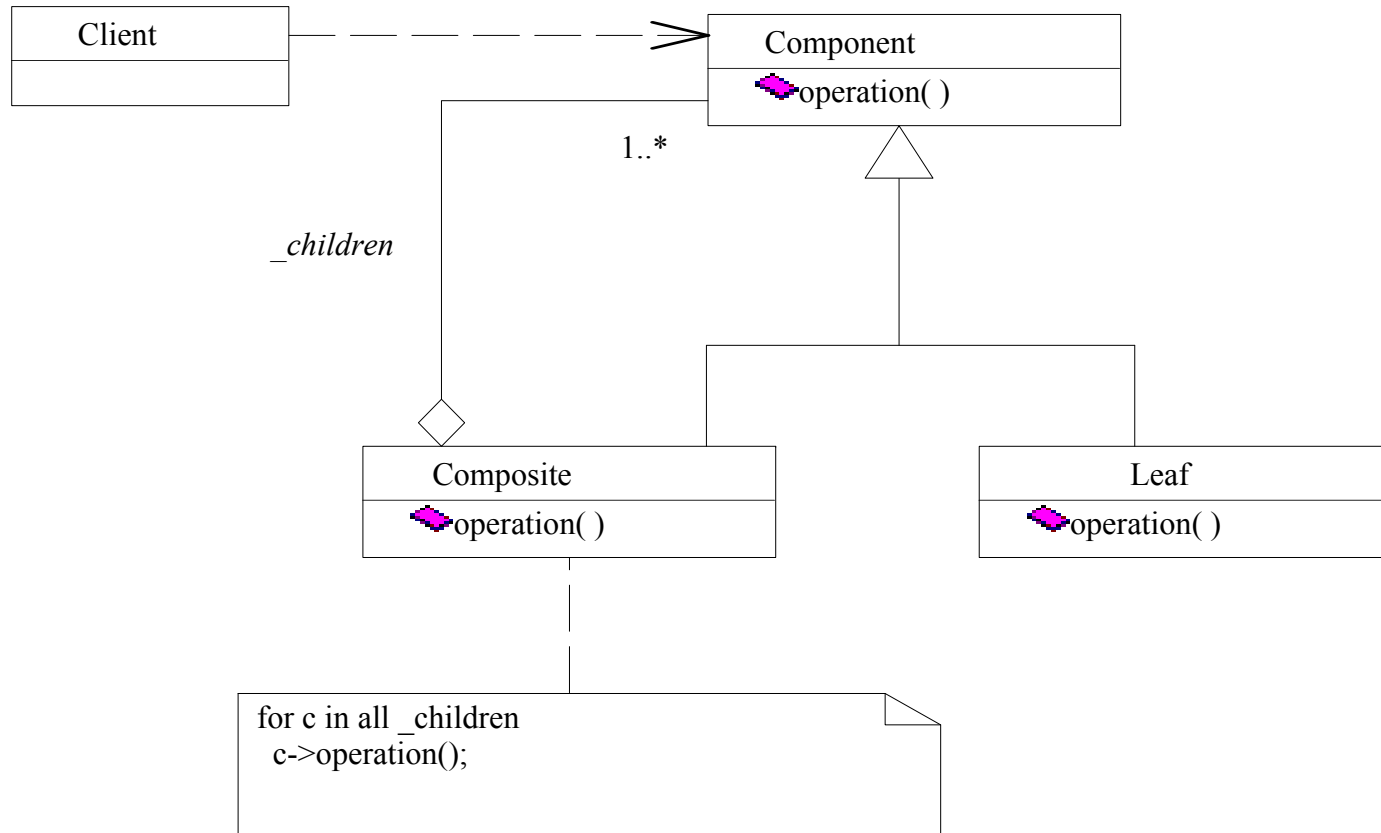 Client
Component
operation( )
1..*
_children
Composite
operation( )
Leaf
operation( )
for c in all _children
c->operation();